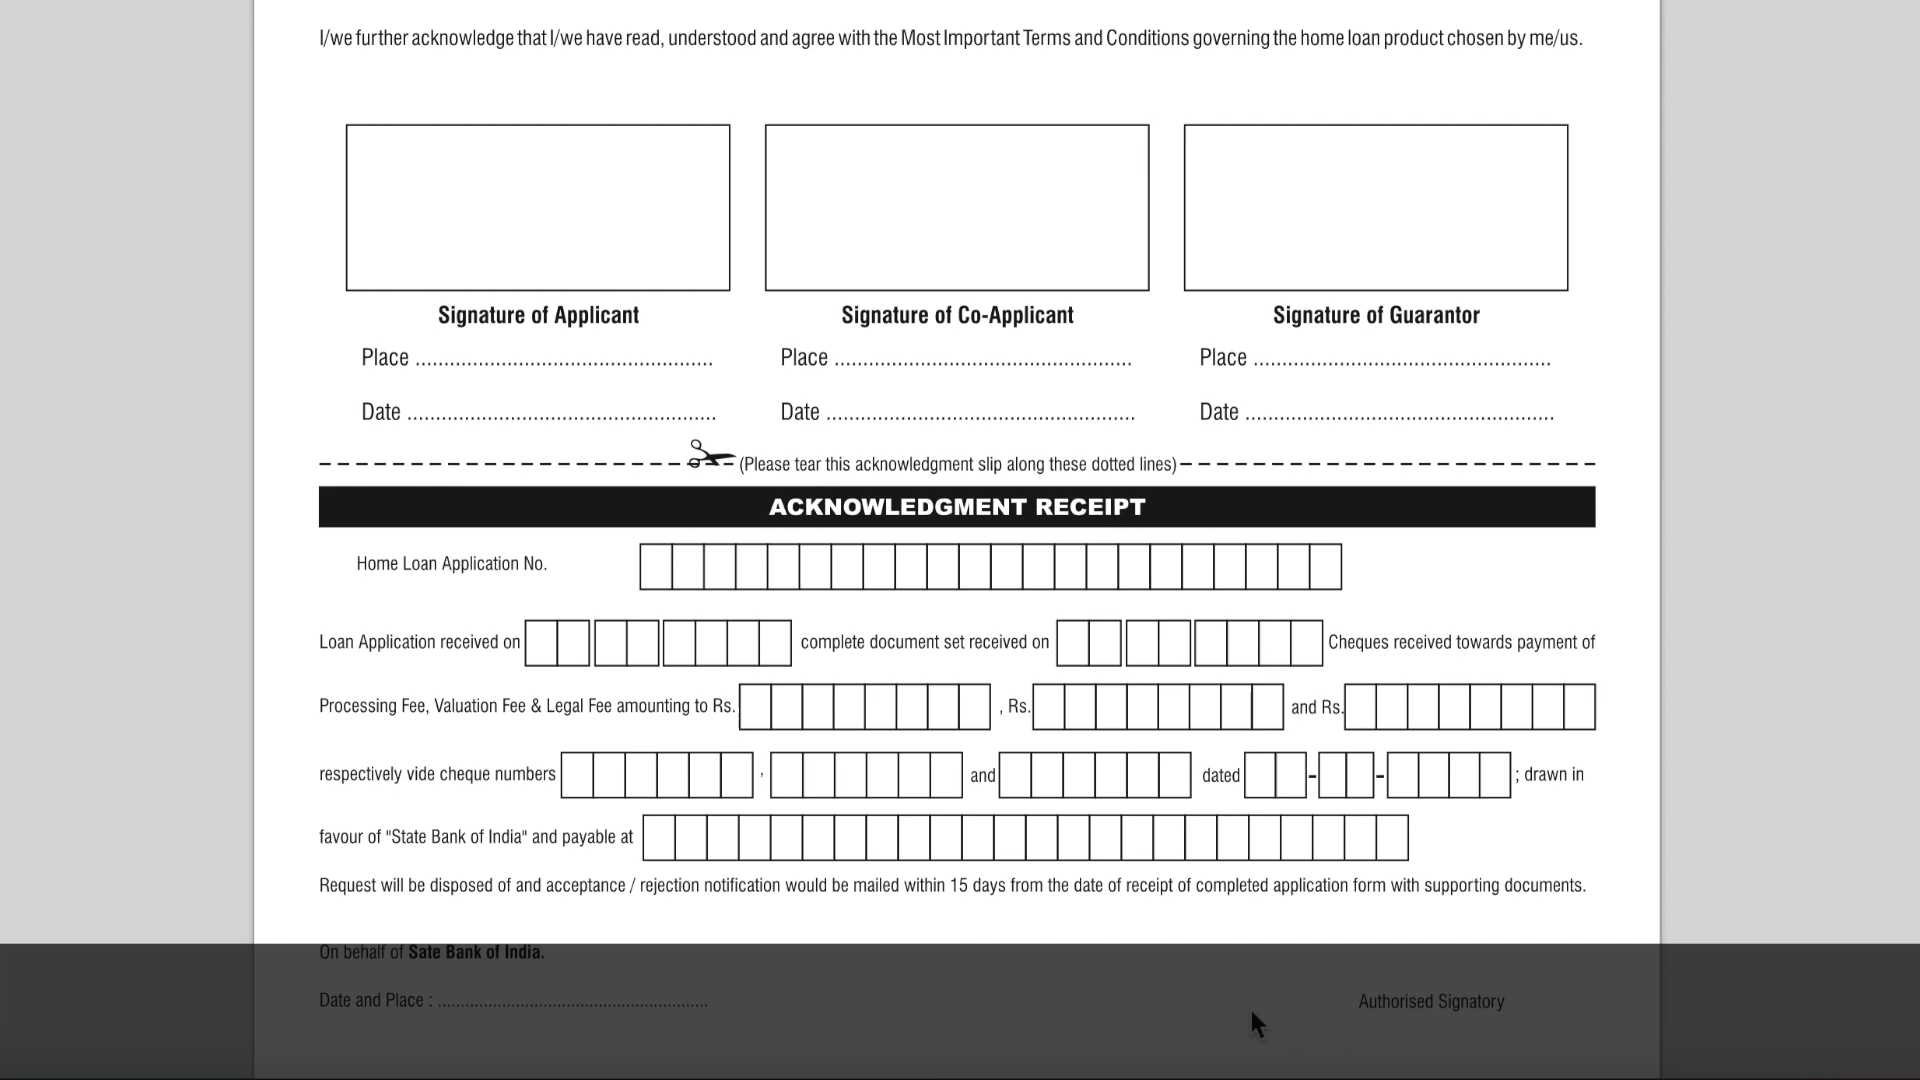 I/we further acknowledge that I/we have read, understood and agree with the Most Important Terms and Conditions governing the home loan product chosen by me/us.
Signature of Applicant Signature of Co-Applicant Signature of Guarantor
Place .................................................... Place .................................................... Place ....................................................
Date ...................................................... Date ...................................................... Date ......................................................
(Please tear this acknowledgment slip along these dotted lines)
ACKNOWLEDGMENT RECEIPT
Home Loan Application No.
Loan Application received on complete document set received on Cheques received towards payment of
Processing Fee, Valuation Fee & Legal Fee amounting to Rs. , Rs. and Rs.
respectively vide cheque numbers , and dated - - ; drawn in
favour of "State Bank of India" and payable at
Request will be disposed of and acceptance / rejection notification would be mailed within 15 days from the date of receipt of completed application form with supporting documents.
On behalf of Sate Bank of India.
Date and Place : .......................................................... Authorised Signatory